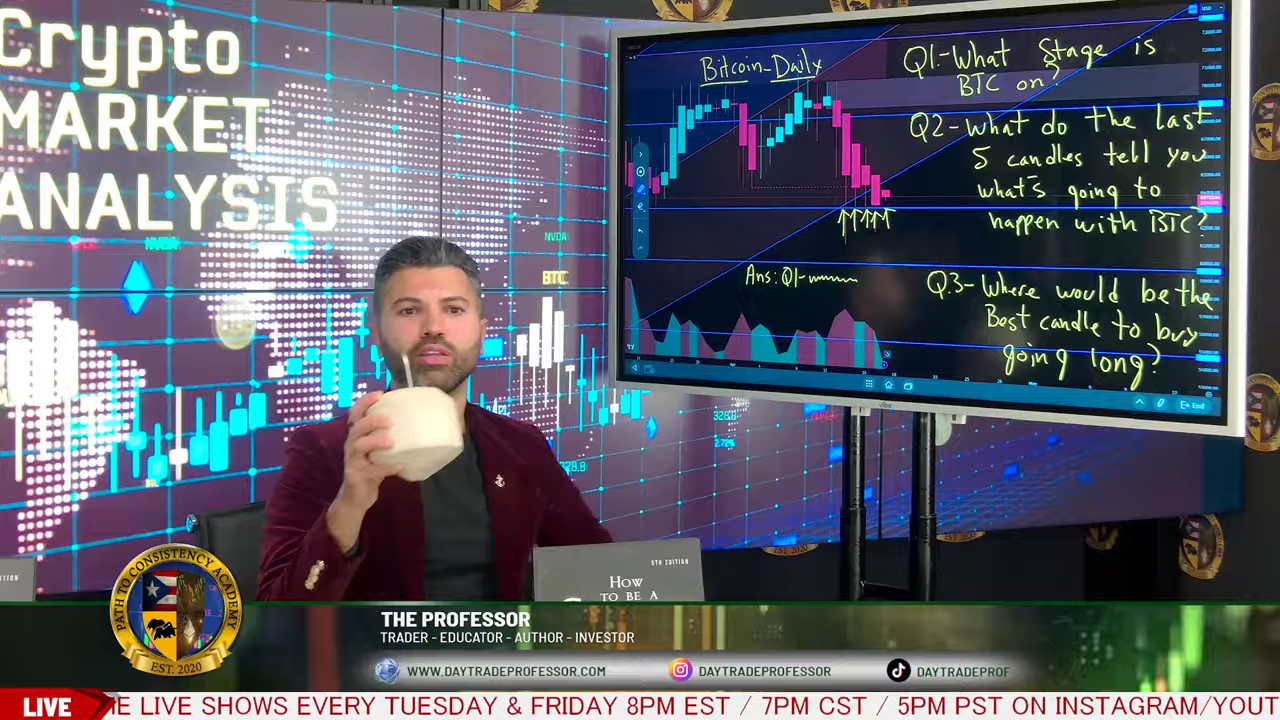 Crypto
MARKET
ANALYSIS
NVDA
BTC
Bitcoin-Daily
Q1-What Stage is
BTC on?
Q2-What do the last
5 candles tell you
what's going to
happen with BTC?
Ans: Q1-
Q.3- Where would be the
Best candle to buy
going long?
End
vibe
5TH EDITION
HOW
TO BE A
PATH TO CONSISTENCY ACADEMY
EST. 2020
THE PROFESSOR
TRADER - EDUCATOR - AUTHOR - INVESTOR
WWW.DAYTRADEPROFESSOR.COM
DAYTRADEPROFESSOR
DAYTRADEPROF
LIVE
E LIVE SHOWS EVERY TUESDAY & FRIDAY 8PM EST / 7PM CST / 5PM PST ON INSTAGRAM/YOUT